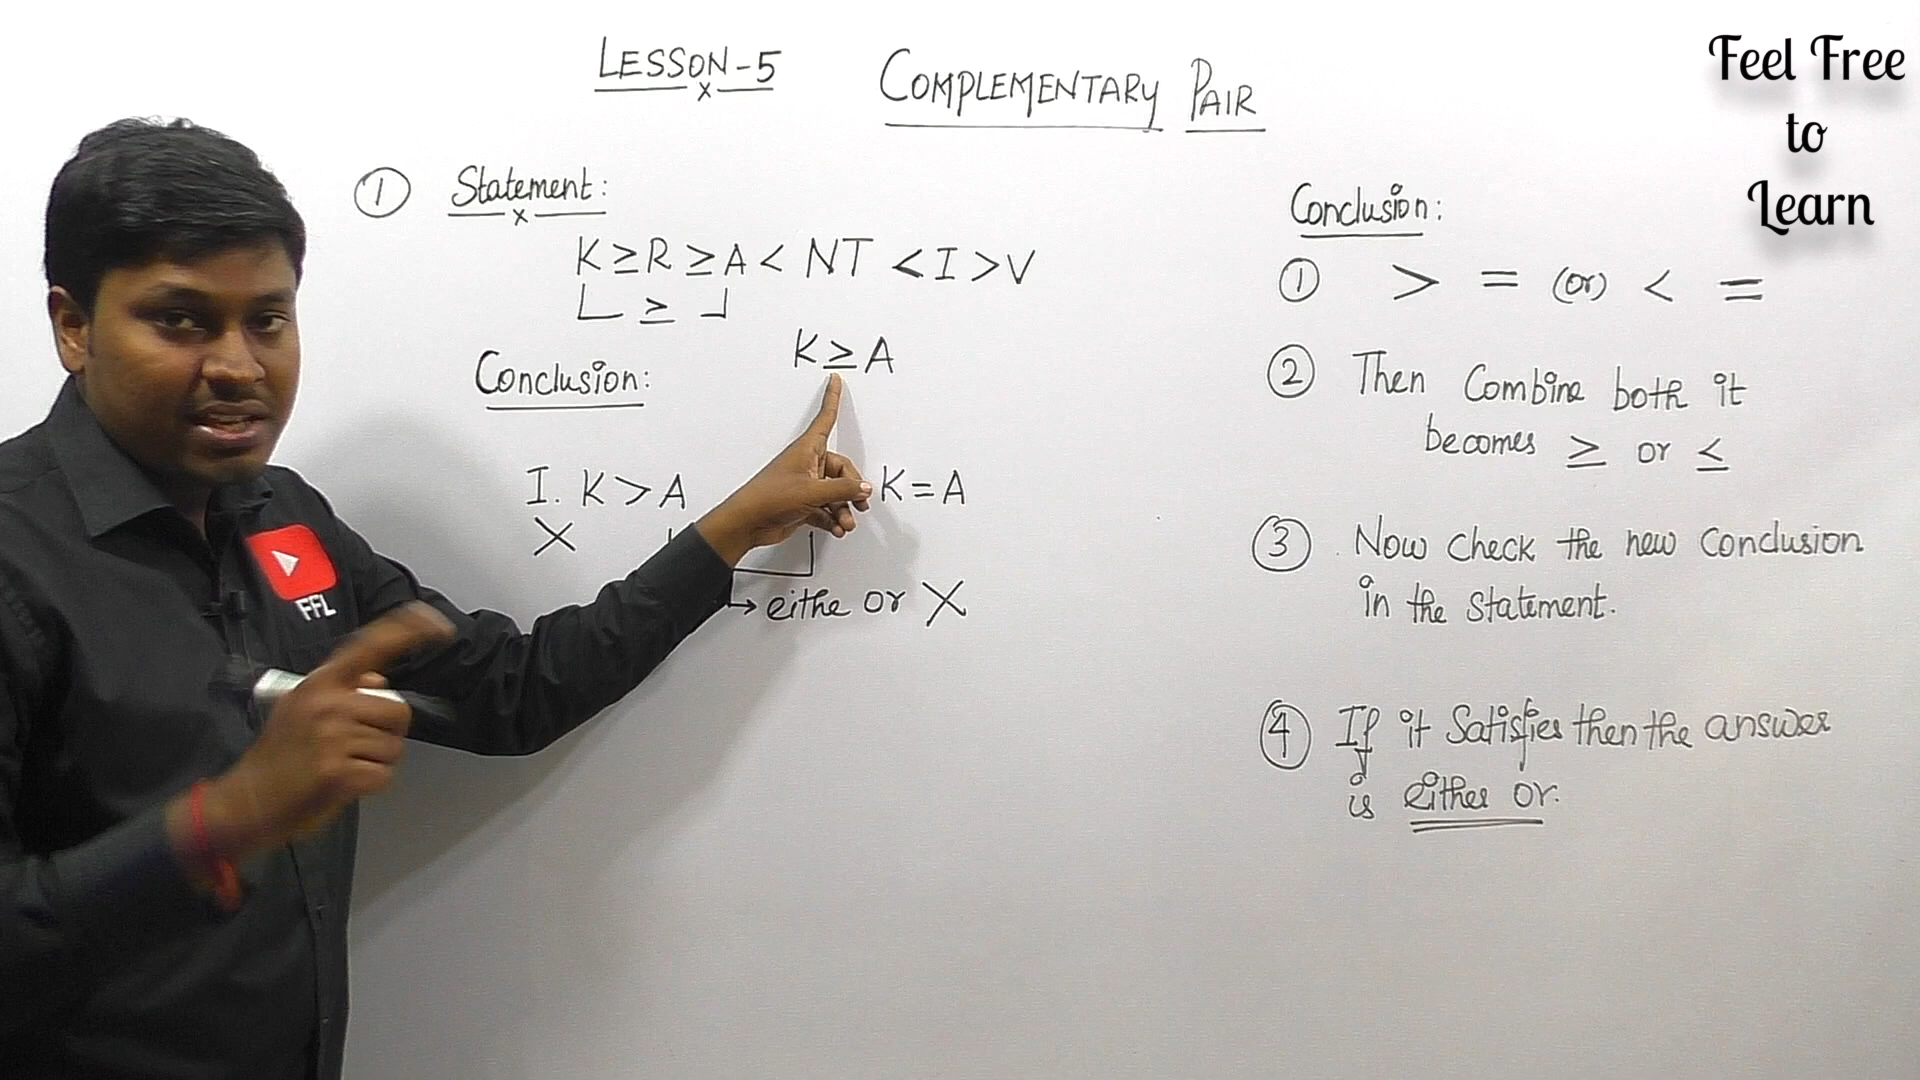 LESSON-5
COMPLEMENTARY PAIR
Feel Free
to
Learn
① Statement:
x
x
K ≥ R ≥ A < NT < I > V
≥
K ≥ A
Conclusion:
I. K > A
K = A
X
→ eithe or X
FFL
Conclusion:
① > = (or) < =
② Then Combine both it
becomes ≥ or ≤
③ . Now check the new conclusion
in the statement.
④ If it Satisfies then the answer
is either or.